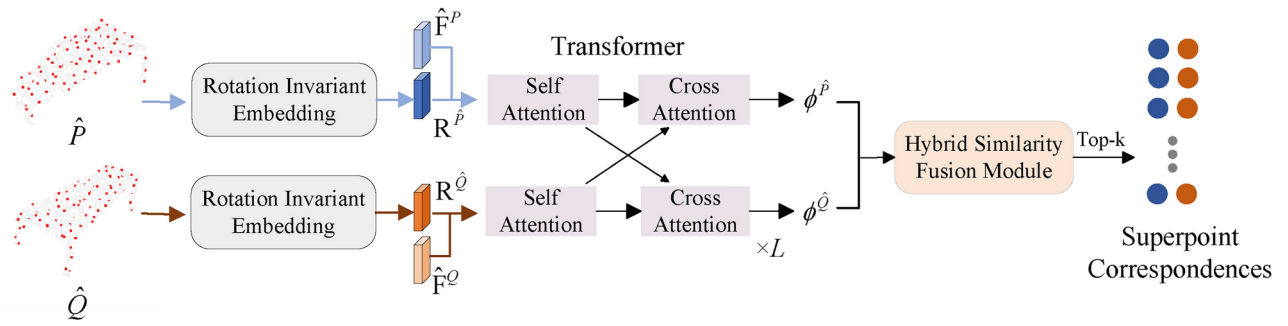 F̂ᴾ
Transformer
Rotation Invariant
Embedding
Self
Attention
Cross
Attention
ϕ^P̂
P̂
R^P̂
Hybrid Similarity
Fusion Module
Top-k
Rotation Invariant
Embedding
R^Q̂
Self
Attention
Cross
Attention
ϕ^Q̂
×L
F̂^Q
Q̂
Superpoint
Correspondences